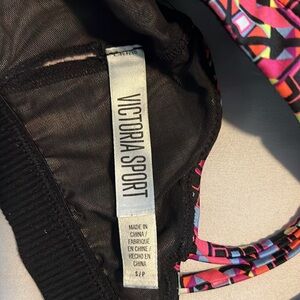 VICTORIA SPORT
MADE IN
CHINA /
FABRIQUÉ
EN CHINE /
HECHO EN
CHINA
S/P